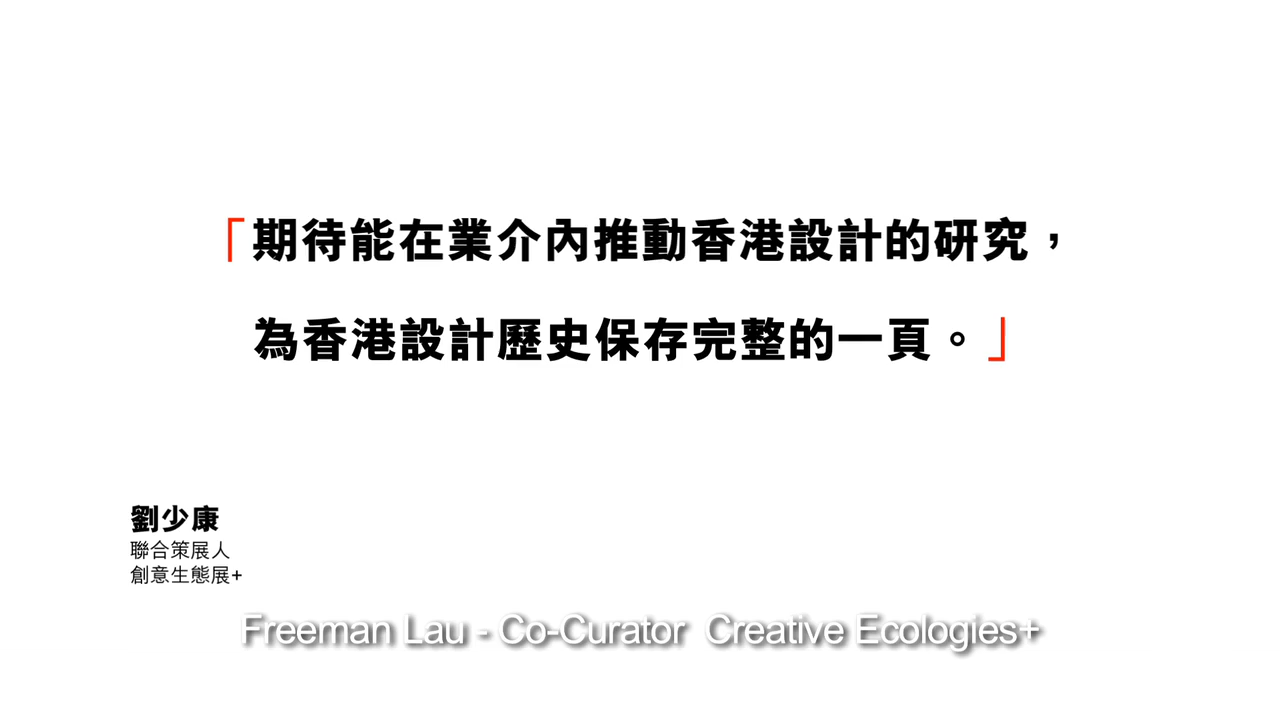 「期待能在業介內推動香港設計的研究，
為香港設計歷史保存完整的一頁。」
劉少康
聯合策展人
創意生態展+
Freeman Lau - Co-Curator  Creative Ecologies+